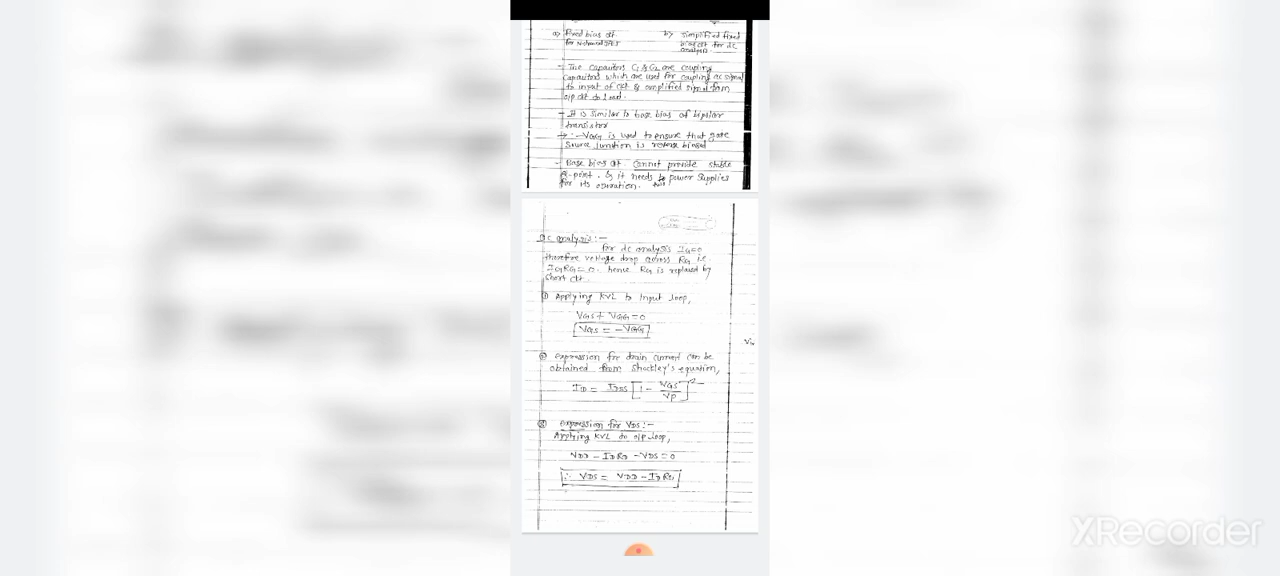 a) Fixed bias ckt. b) simplified fixed
for n-channel JFET bias ckt for dc
analysis.
- The capacitors C1 & C2 are coupling
capacitors which are used for coupling ac signal
to input of ckt & amplified signal from
o/p ckt to load.
- It is similar to base bias of bipolar
transistor
- VGG is used to ensure that gate
source junction is reverse biased
- Base bias ckt. cannot provide stable
Q-point. & it needs two power supplies
for its operation.
DC analysis :-
for dc analysis IG=0
therefore voltage drop across RG i.e.
IGRG = 0. hence RG is replaced by
short ckt.
① Applying KVL to input loop,
VGS + VGG = 0
VGS = - VGG
② expression for drain current can be
obtained from Shockley's equation,
ID = IDSS [1 - VGS/VP]²
③ expression for VDS :-
Applying KVL to o/p loop,
VDD - IDRD - VDS = 0
∴ VDS = VDD - ID
XRecorder